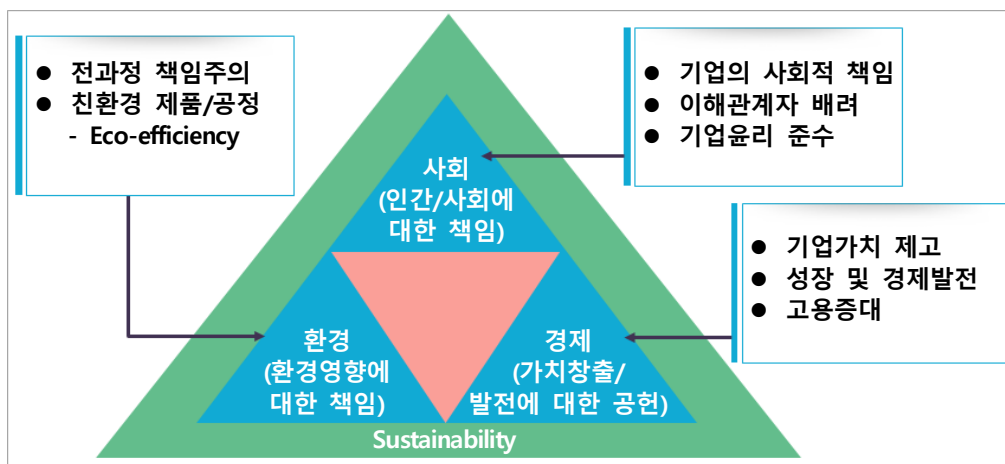 ● 전과정 책임주의
● 친환경 제품/공정
- Eco-efficiency
● 기업의 사회적 책임
● 이해관계자 배려
● 기업윤리 준수
사회
(인간/사회에
대한 책임)
● 기업가치 제고
● 성장 및 경제발전
● 고용증대
환경
(환경영향에
대한 책임)
경제
(가치창출/
발전에 대한 공헌)
Sustainability